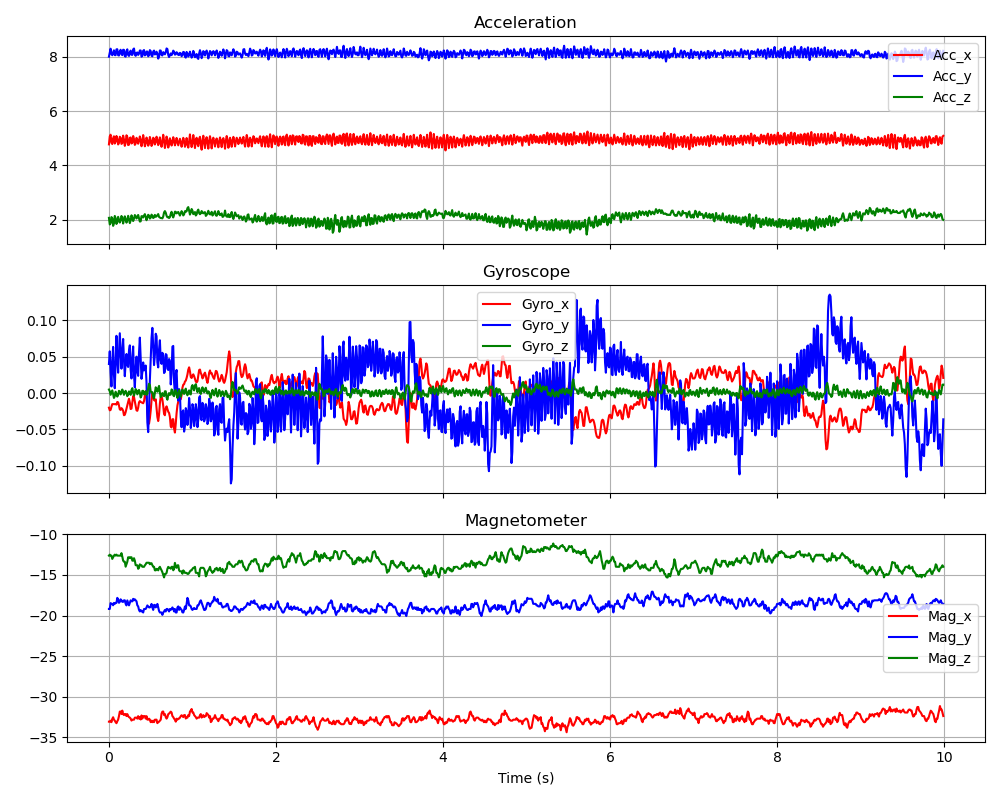 Acceleration
8
6
4
2
Acc_x
Acc_y
Acc_z
Gyroscope
0.10
0.05
0.00
−0.05
−0.10
Gyro_x
Gyro_y
Gyro_z
Magnetometer
−10
−15
−20
−25
−30
−35
Mag_x
Mag_y
Mag_z
0 2 4 6 8 10
Time (s)